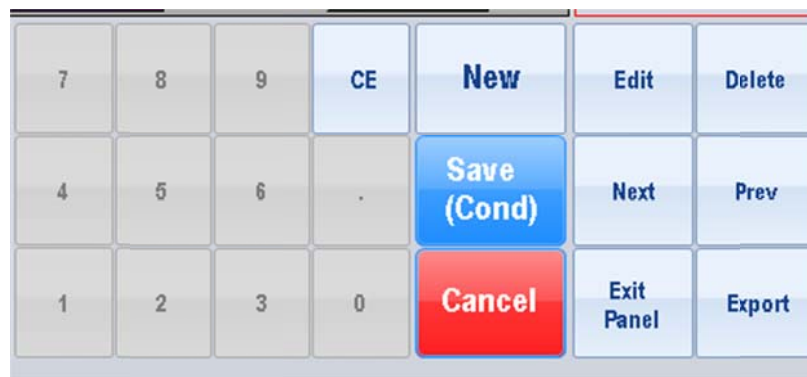 7 8 9 CE New Edit Delete
4 5 6 . Save (Cond) Next Prev
1 2 3 0 Cancel Exit Panel Export